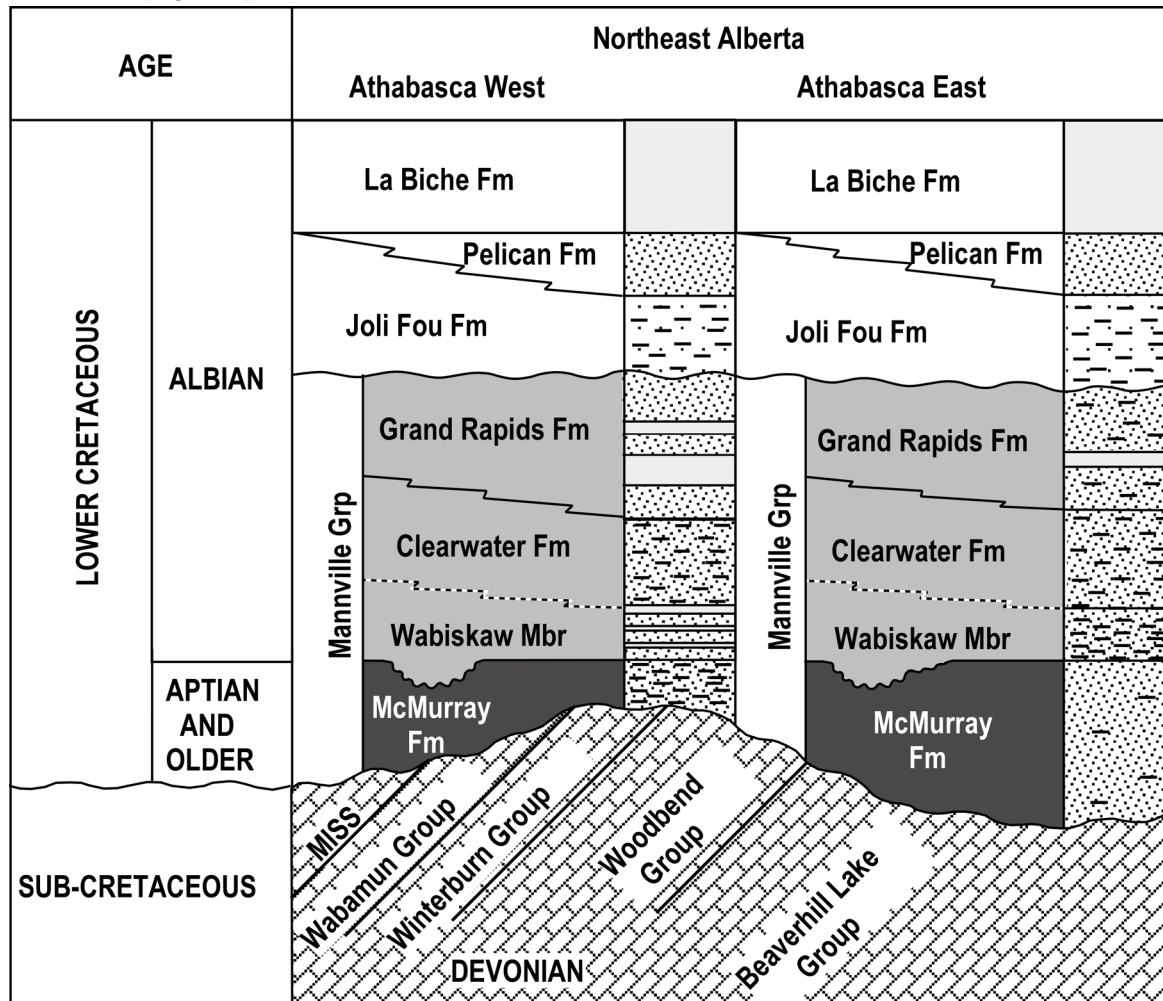 AGE
Northeast Alberta
Athabasca West
Athabasca East
LOWER CRETACEOUS
ALBIAN
APTIAN
AND
OLDER
SUB-CRETACEOUS
La Biche Fm
Pelican Fm
Joli Fou Fm
Mannville Grp
Grand Rapids Fm
Clearwater Fm
Wabiskaw Mbr
McMurray
Fm
La Biche Fm
Pelican Fm
Joli Fou Fm
Mannville Grp
Grand Rapids Fm
Clearwater Fm
Wabiskaw Mbr
McMurray
Fm
MISS
Wabamun Group
Winterburn Group
Woodbend
Group
Beaverhill Lake
Group
DEVONIAN